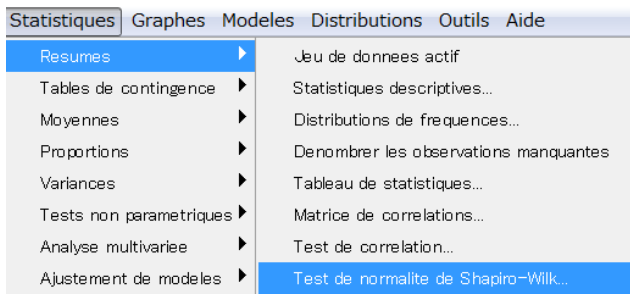 Statistiques Graphes Modeles Distributions Outils Aide
Resumes
Tables de contingence
Moyennes
Proportions
Variances
Tests non parametriques
Analyse multivariee
Ajustement de modeles
Jeu de donnees actif
Statistiques descriptives...
Distributions de frequences...
Denombrer les observations manquantes
Tableau de statistiques...
Matrice de correlations...
Test de correlation...
Test de normalite de Shapiro-Wilk...